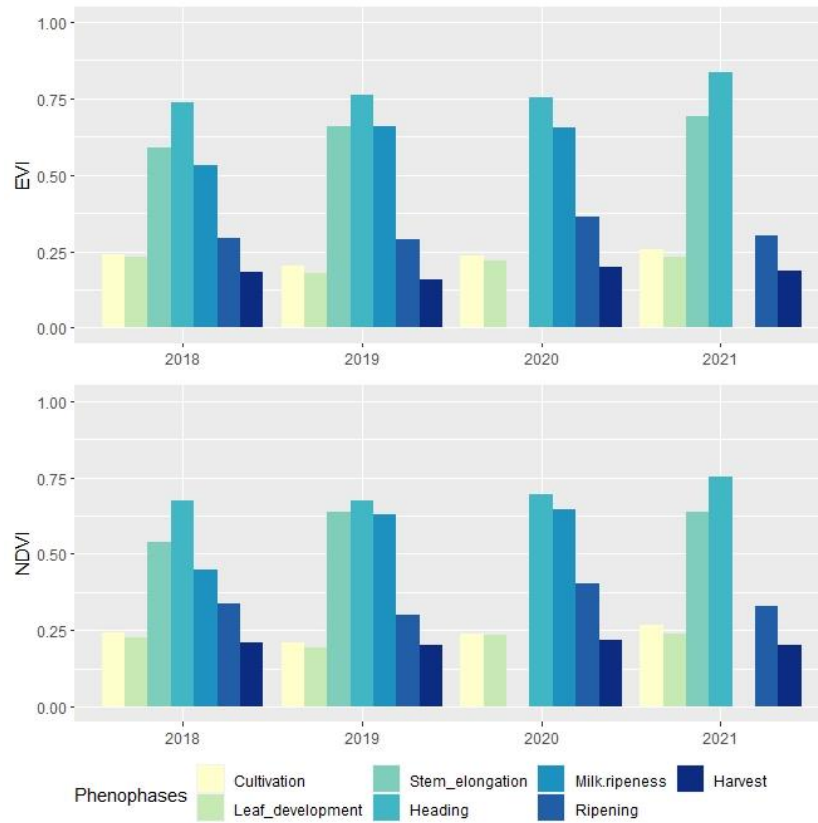 1.00
0.75
0.50
0.25
0.00
EVI
2018 2019 2020 2021
1.00
0.75
0.50
0.25
0.00
NDVI
2018 2019 2020 2021
Phenophases
Cultivation Stem_elongation Milk.ripeness Harvest
Leaf_development Heading Ripening